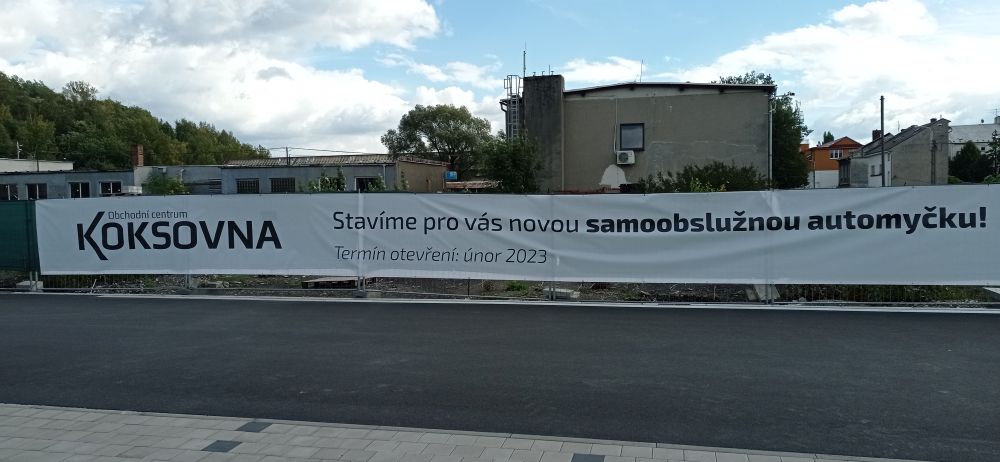 Obchodní centrum
KOKSOVNA
Stavíme pro vás novou samoobslužnou automyčku!
Termín otevření: únor 2023